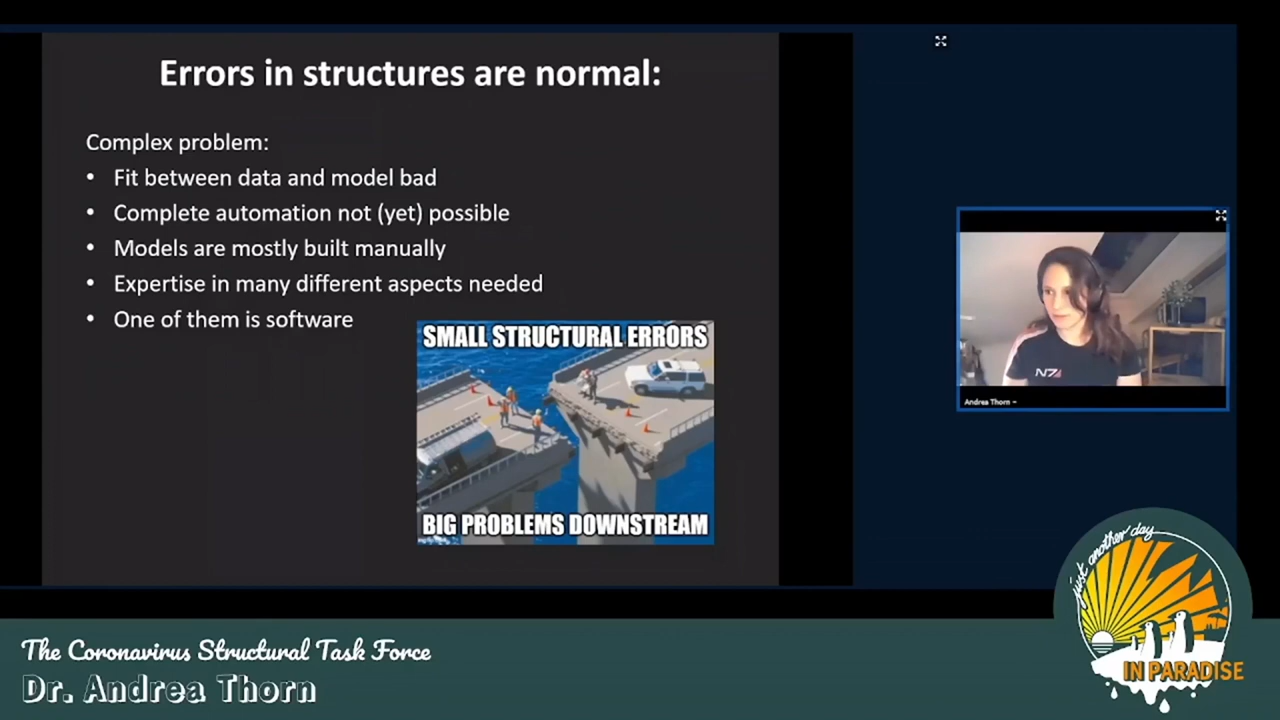 Errors in structures are normal:
Complex problem:
• Fit between data and model bad
• Complete automation not (yet) possible
• Models are mostly built manually
• Expertise in many different aspects needed
• One of them is software
SMALL STRUCTURAL ERRORS
BIG PROBLEMS DOWNSTREAM
N7
Andrea Thorn ~
just another day
IN PARADISE
The Coronavirus Structural Task Force
Dr. Andrea Thorn